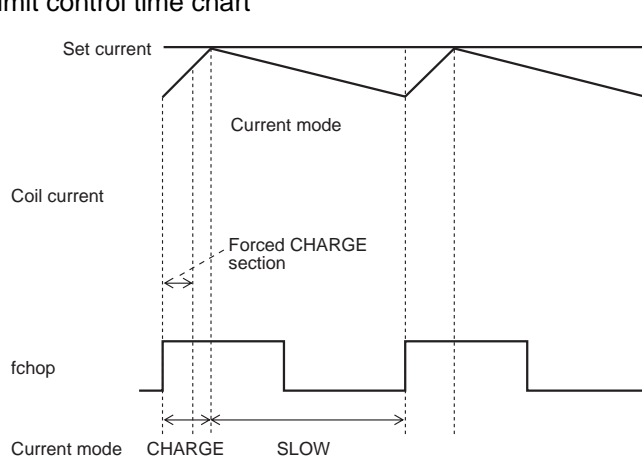 imit control time chart
Set current
Current mode
Coil current
Forced CHARGE
section
fchop
Current mode CHARGE SLOW